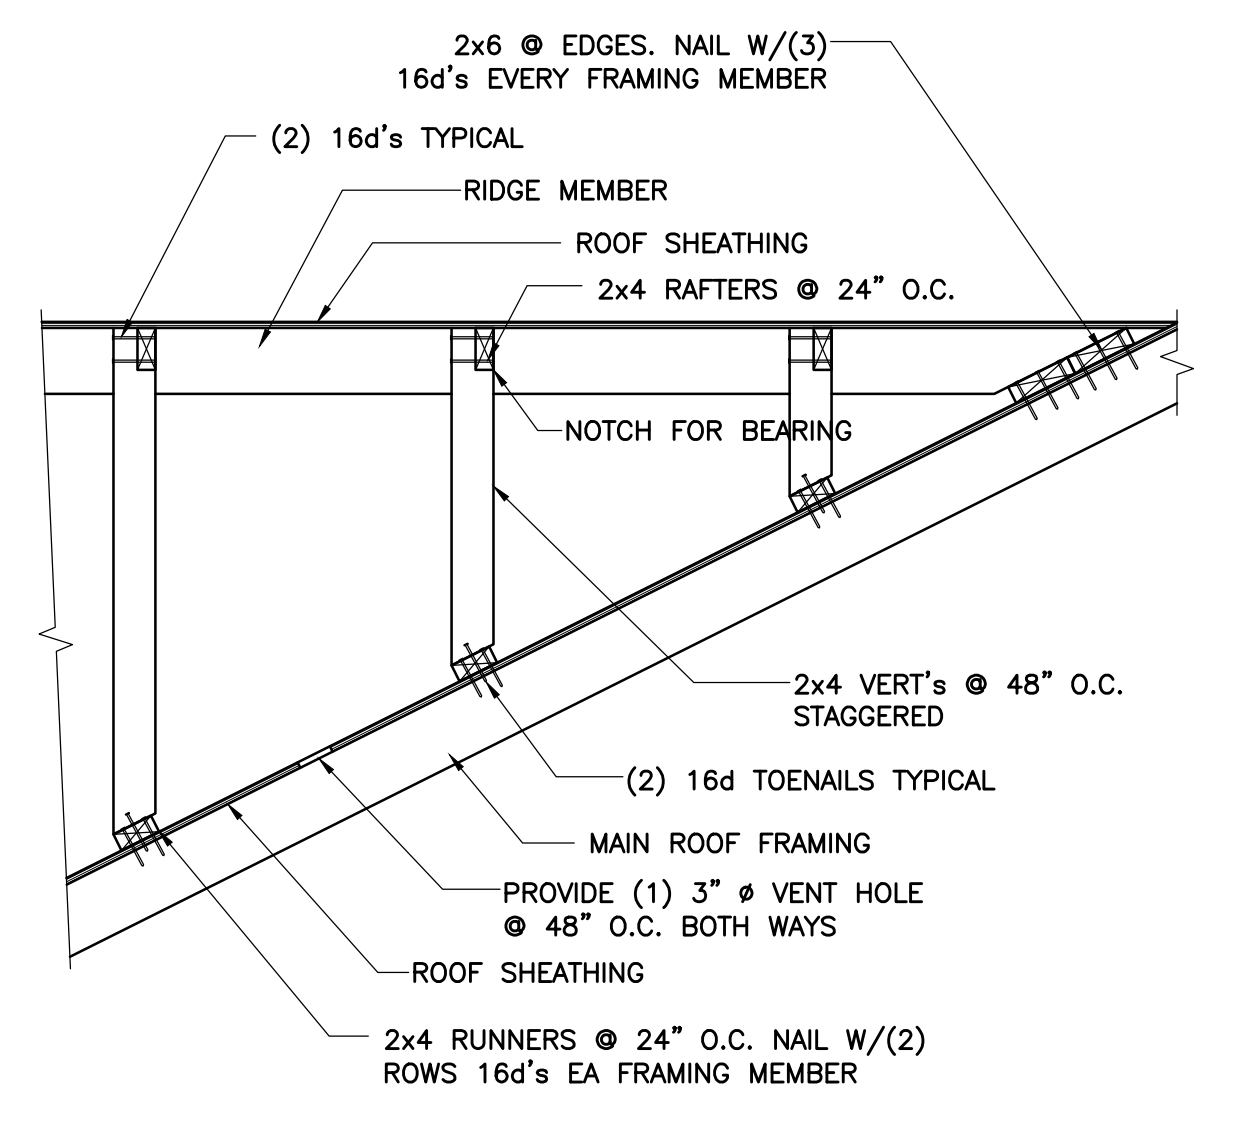 2x6 @ EDGES. NAIL W/(3)
16d's EVERY FRAMING MEMBER
(2) 16d's TYPICAL
RIDGE MEMBER
ROOF SHEATHING
2x4 RAFTERS @ 24" O.C.
NOTCH FOR BEARING
2x4 VERT's @ 48" O.C.
STAGGERED
(2) 16d TOENAILS TYPICAL
MAIN ROOF FRAMING
PROVIDE (1) 3" ø VENT HOLE
@ 48" O.C. BOTH WAYS
ROOF SHEATHING
2x4 RUNNERS @ 24" O.C. NAIL W/(2)
ROWS 16d's EA FRAMING MEMBER